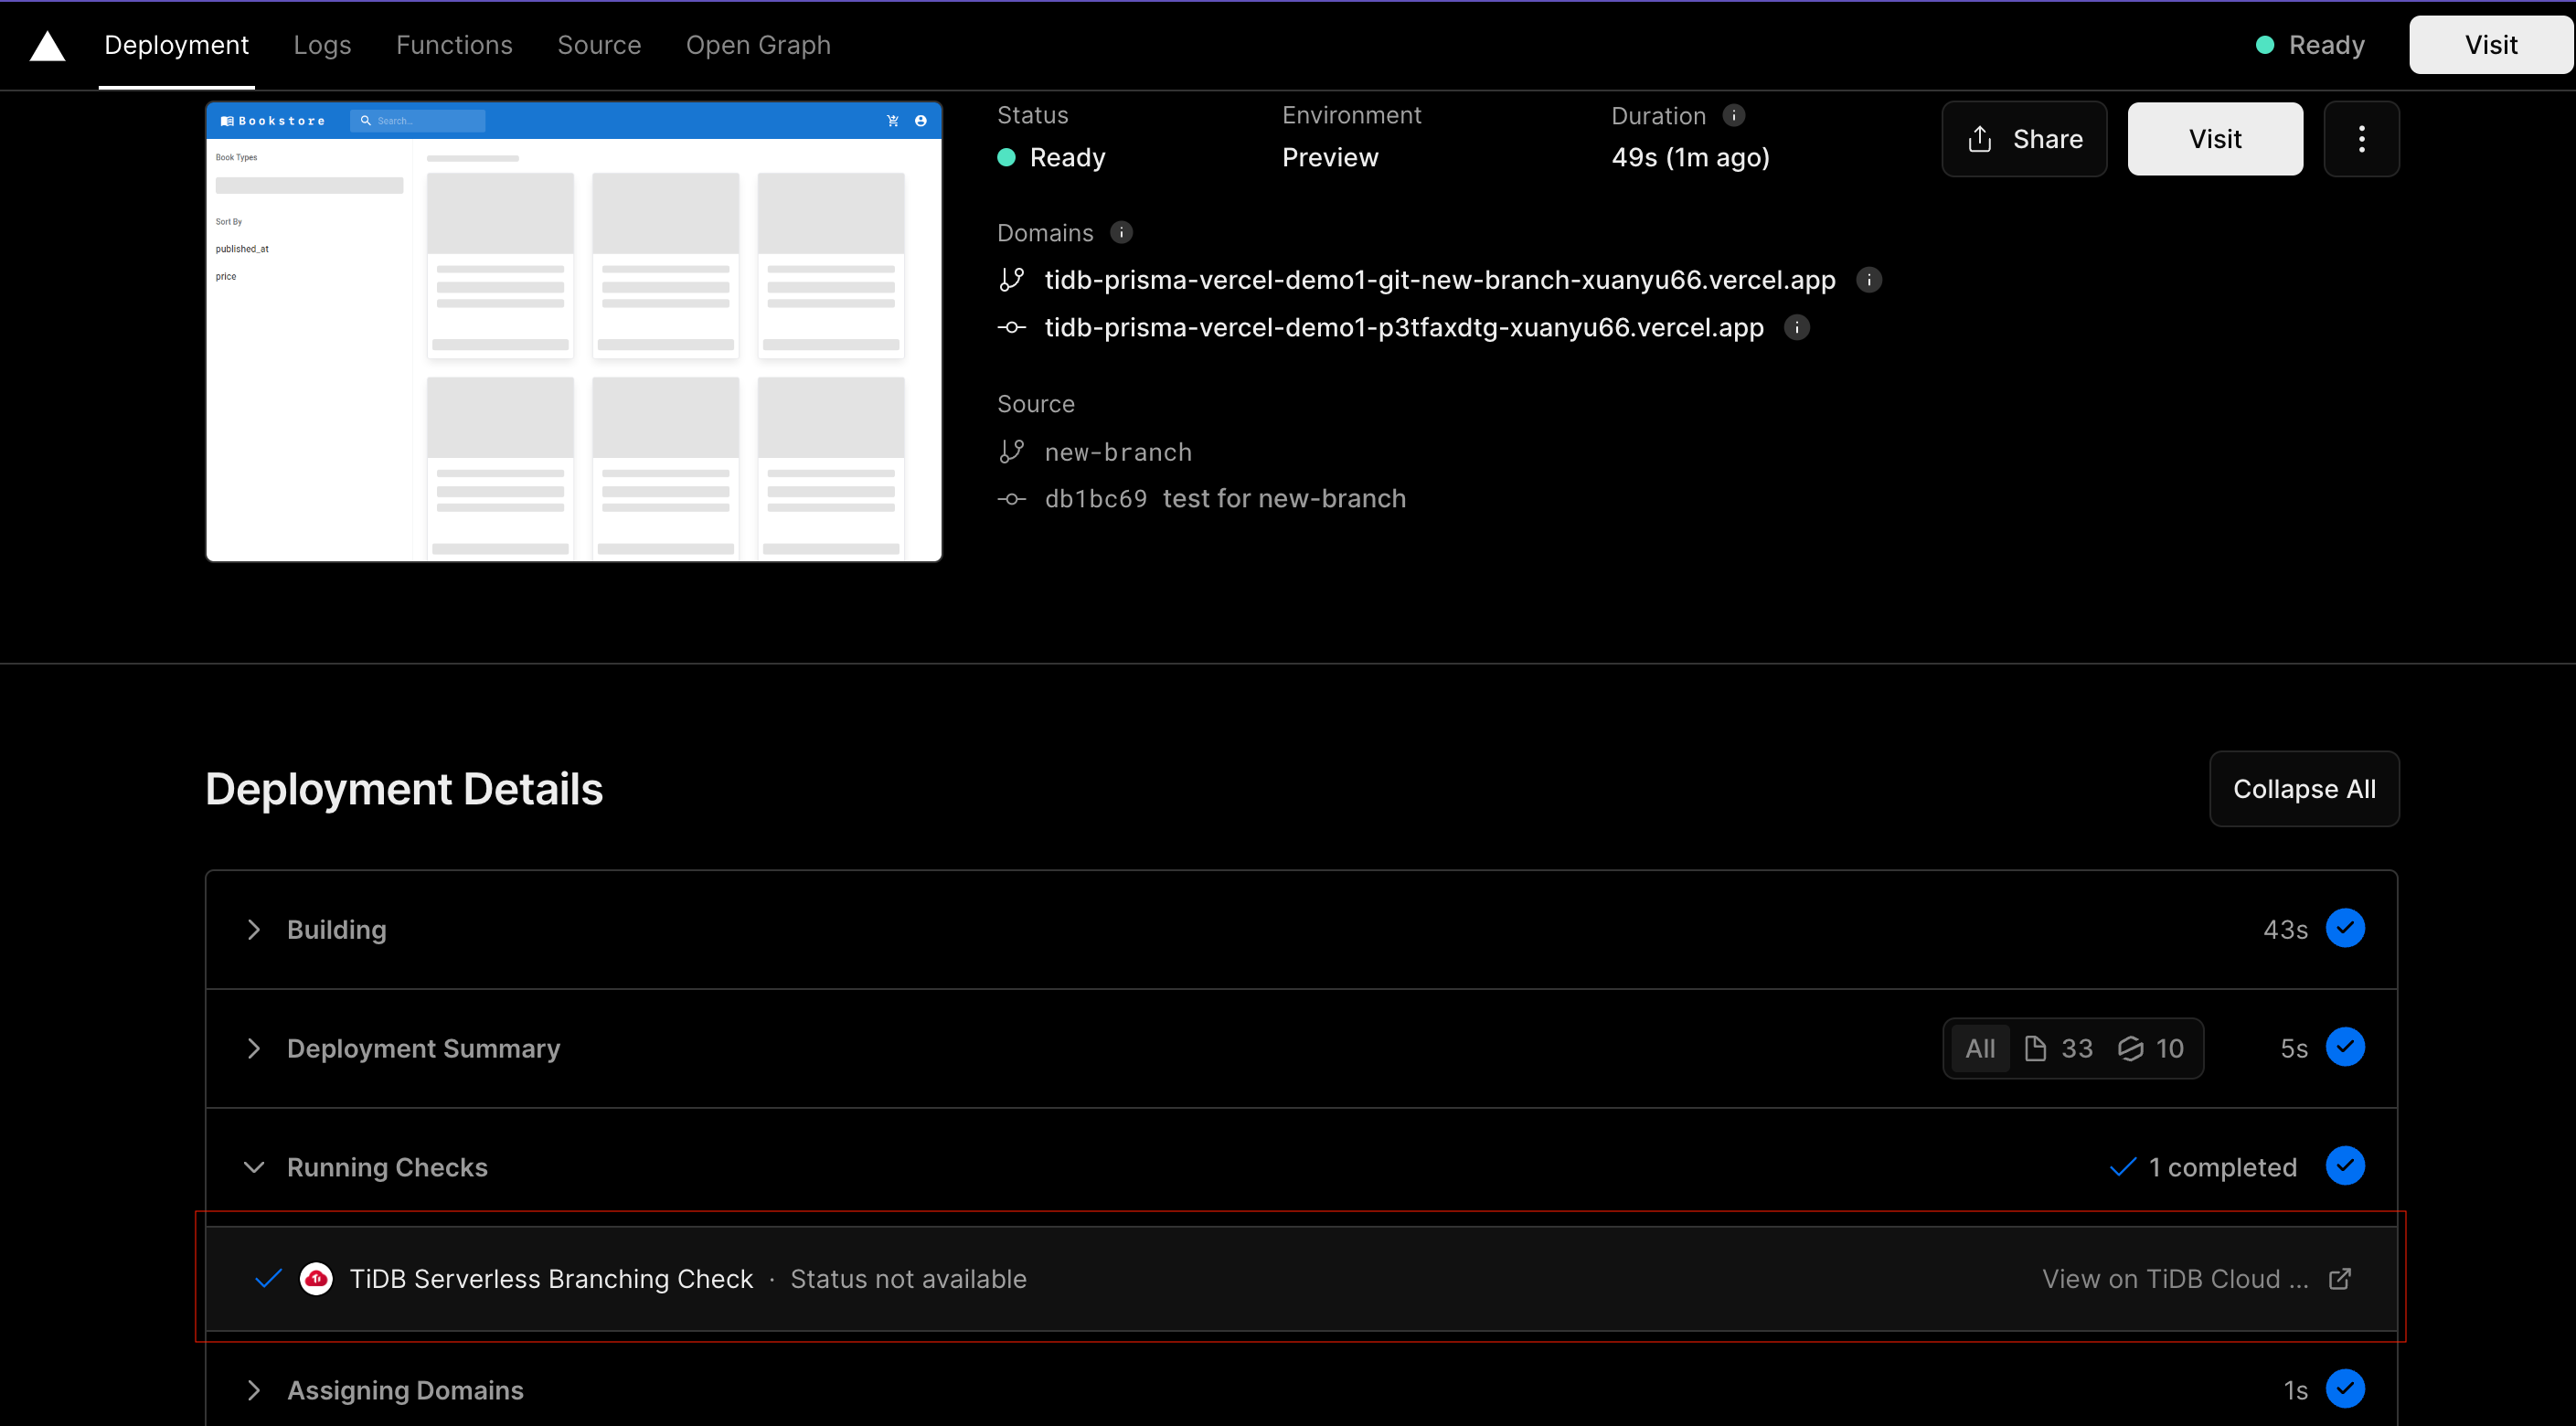 Deployment Logs Functions Source Open Graph Ready Visit
Bookstore Search...
Book Types
Sort By
published_at
price
Status Environment Duration
Ready Preview 49s (1m ago)
Share Visit
Domains
tidb-prisma-vercel-demo1-git-new-branch-xuanyu66.vercel.app
tidb-prisma-vercel-demo1-p3tfaxdtg-xuanyu66.vercel.app
Source
new-branch
db1bc69 test for new-branch
Deployment Details Collapse All
Building 43s
Deployment Summary All 33 10 5s
Running Checks 1 completed
TiDB Serverless Branching Check · Status not available View on TiDB Cloud ...
Assigning Domains 1s